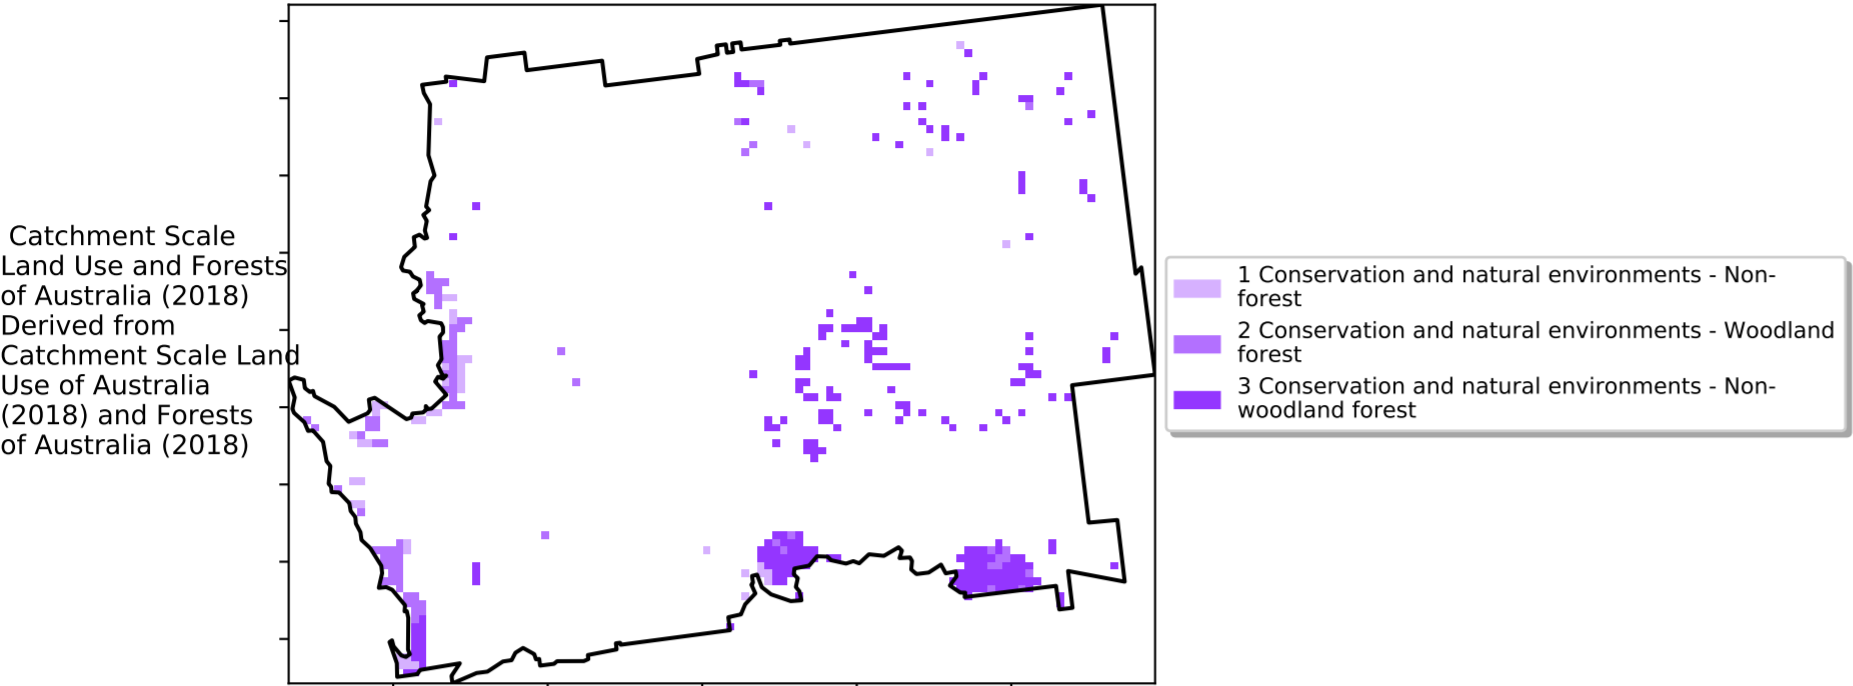 Catchment Scale
Land Use and Forests
of Australia (2018)
Derived from
Catchment Scale Land
Use of Australia
(2018) and Forests
of Australia (2018)
1 Conservation and natural environments - Non-
forest
2 Conservation and natural environments - Woodland
forest
3 Conservation and natural environments - Non-
woodland forest